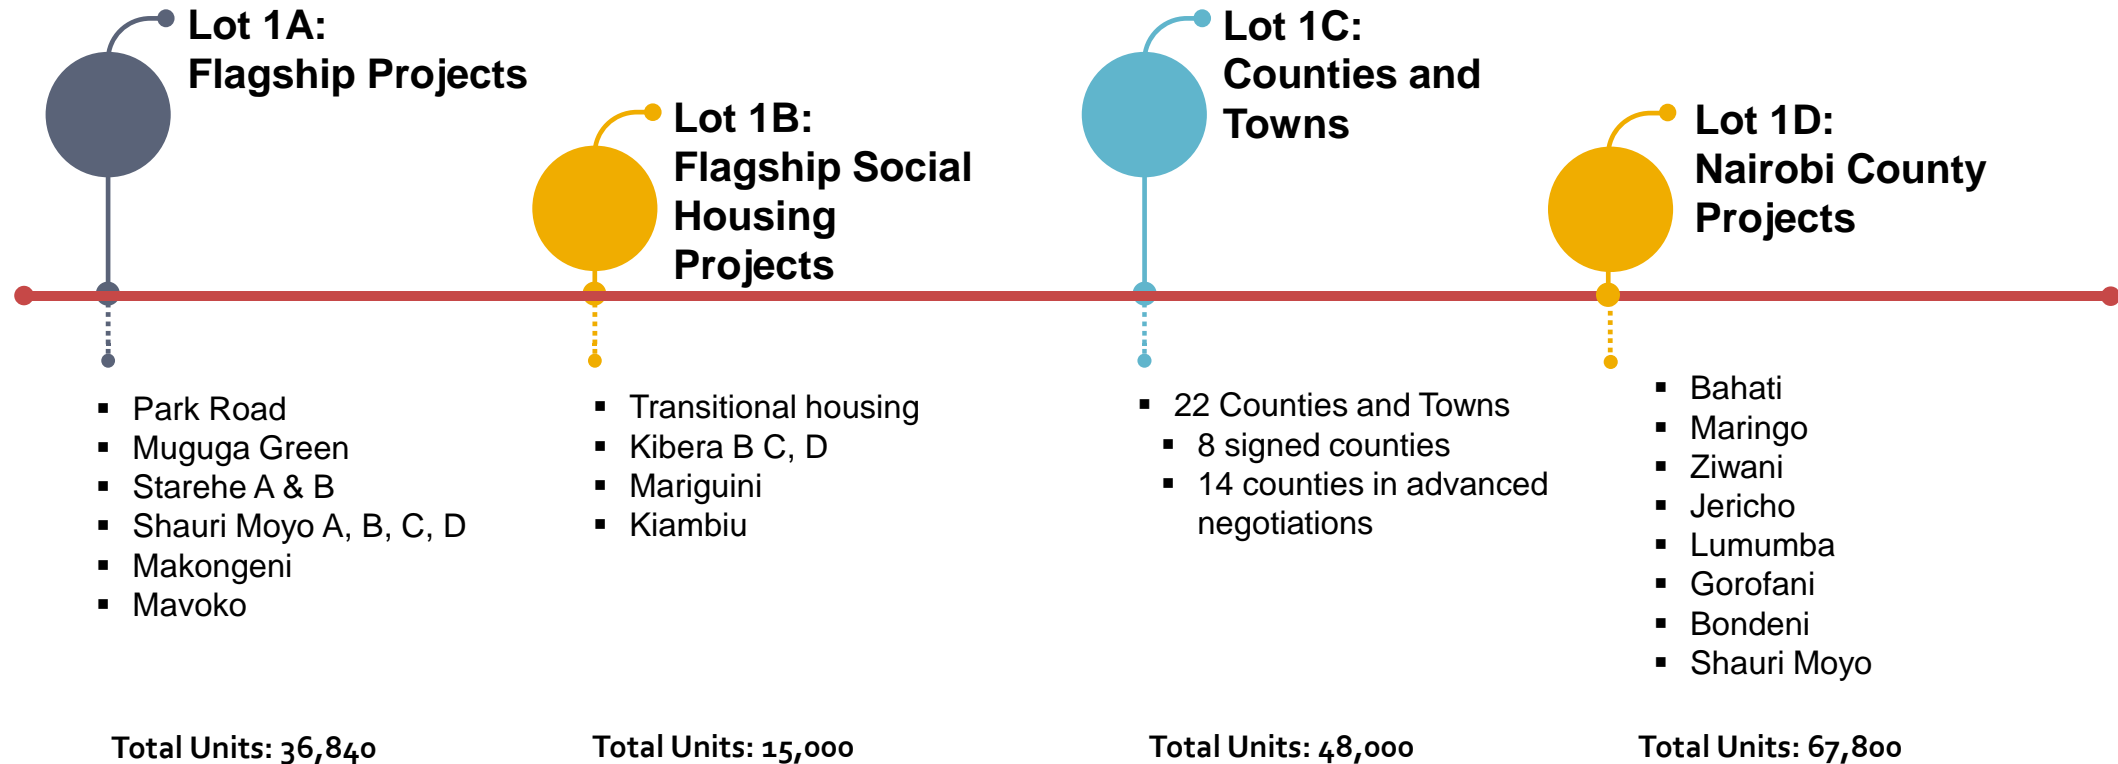 Lot 1A:
Flagship Projects
▪ Park Road
▪ Muguga Green
▪ Starehe A & B
▪ Shauri Moyo A, B, C, D
▪ Makongeni
▪ Mavoko
Total Units: 36,840
Lot 1B:
Flagship Social
Housing
Projects
▪ Transitional housing
▪ Kibera B C, D
▪ Mariguini
▪ Kiambiu
Total Units: 15,000
Lot 1C:
Counties and
Towns
▪ 22 Counties and Towns
▪ 8 signed counties
▪ 14 counties in advanced
negotiations
Total Units: 48,000
Lot 1D:
Nairobi County
Projects
▪ Bahati
▪ Maringo
▪ Ziwani
▪ Jericho
▪ Lumumba
▪ Gorofani
▪ Bondeni
▪ Shauri Moyo
Total Units: 67,800